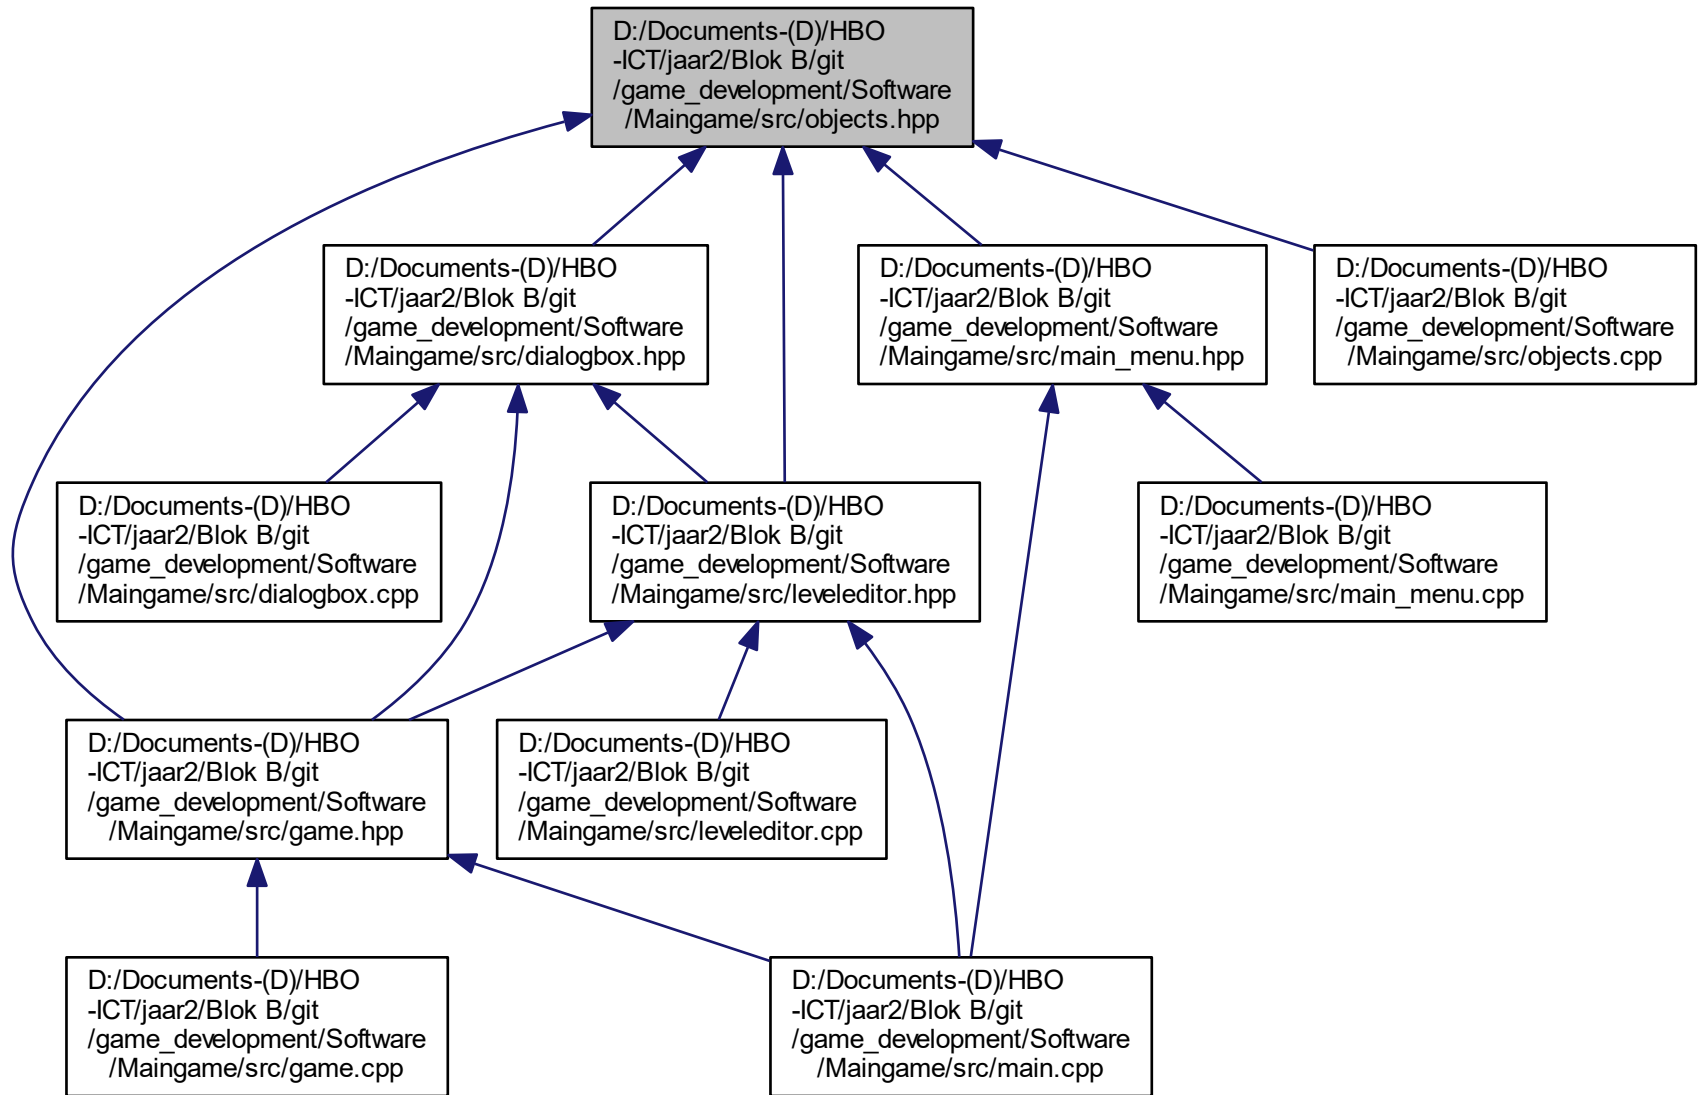 D:/Documents-(D)/HBO
-ICT/jaar2/Blok B/git
/game_development/Software
/Maingame/src/objects.hpp
D:/Documents-(D)/HBO
-ICT/jaar2/Blok B/git
/game_development/Software
/Maingame/src/dialogbox.hpp
D:/Documents-(D)/HBO
-ICT/jaar2/Blok B/git
/game_development/Software
/Maingame/src/main_menu.hpp
D:/Documents-(D)/HBO
-ICT/jaar2/Blok B/git
/game_development/Software
/Maingame/src/objects.cpp
D:/Documents-(D)/HBO
-ICT/jaar2/Blok B/git
/game_development/Software
/Maingame/src/dialogbox.cpp
D:/Documents-(D)/HBO
-ICT/jaar2/Blok B/git
/game_development/Software
/Maingame/src/leveleditor.hpp
D:/Documents-(D)/HBO
-ICT/jaar2/Blok B/git
/game_development/Software
/Maingame/src/main_menu.cpp
D:/Documents-(D)/HBO
-ICT/jaar2/Blok B/git
/game_development/Software
/Maingame/src/game.hpp
D:/Documents-(D)/HBO
-ICT/jaar2/Blok B/git
/game_development/Software
/Maingame/src/leveleditor.cpp
D:/Documents-(D)/HBO
-ICT/jaar2/Blok B/git
/game_development/Software
/Maingame/src/game.cpp
D:/Documents-(D)/HBO
-ICT/jaar2/Blok B/git
/game_development/Software
/Maingame/src/main.cpp